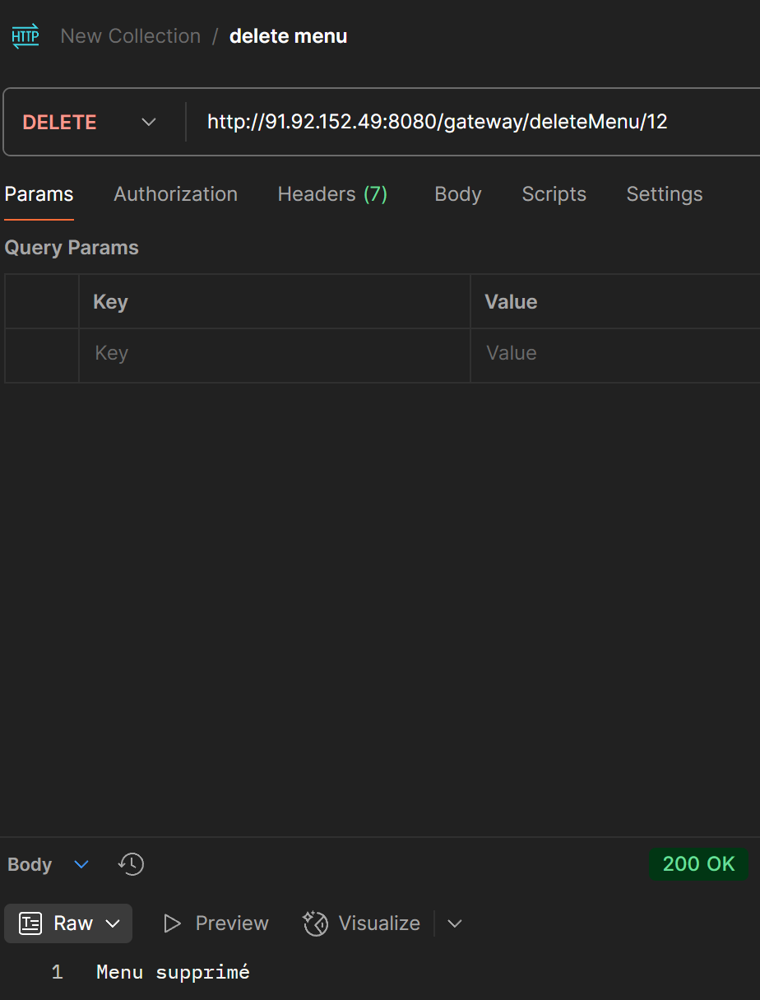 HTTP New Collection / delete menu
DELETE http://91.92.152.49:8080/gateway/deleteMenu/12
Params Authorization Headers (7) Body Scripts Settings
Query Params
Key Value
Key Value
Body 200 OK
Raw Preview Visualize
1 Menu supprimé